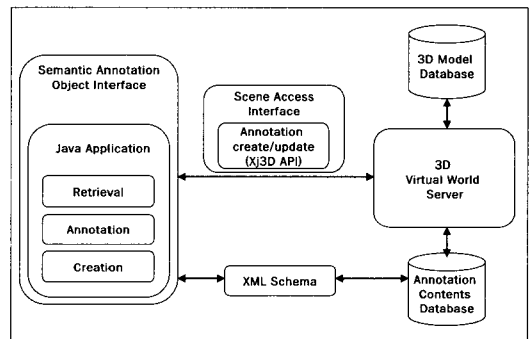 Semantic Annotation
Object Interface
Java Application
Retrieval
Annotation
Creation
Scene Access
Interface
Annotation
create/update
(Xj3D API)
XML Schema
3D Model
Database
3D
Virtual World
Server
Annotation
Contents
Database